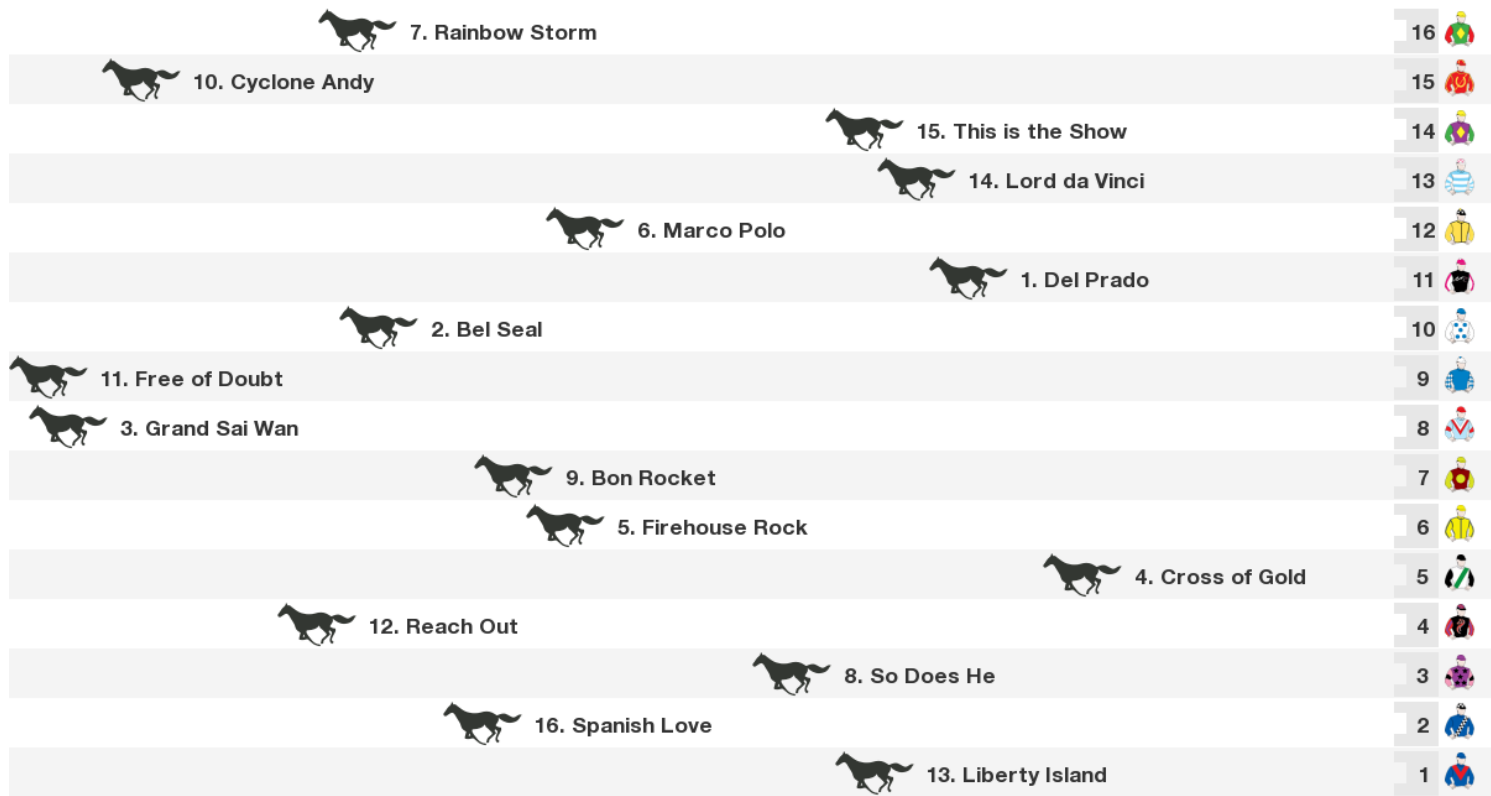 7. Rainbow Storm 16
10. Cyclone Andy 15
15. This is the Show 14
14. Lord da Vinci 13
6. Marco Polo 12
1. Del Prado 11
2. Bel Seal 10
11. Free of Doubt 9
3. Grand Sai Wan 8
9. Bon Rocket 7
5. Firehouse Rock 6
4. Cross of Gold 5
12. Reach Out 4
8. So Does He 3
16. Spanish Love 2
13. Liberty Island 1